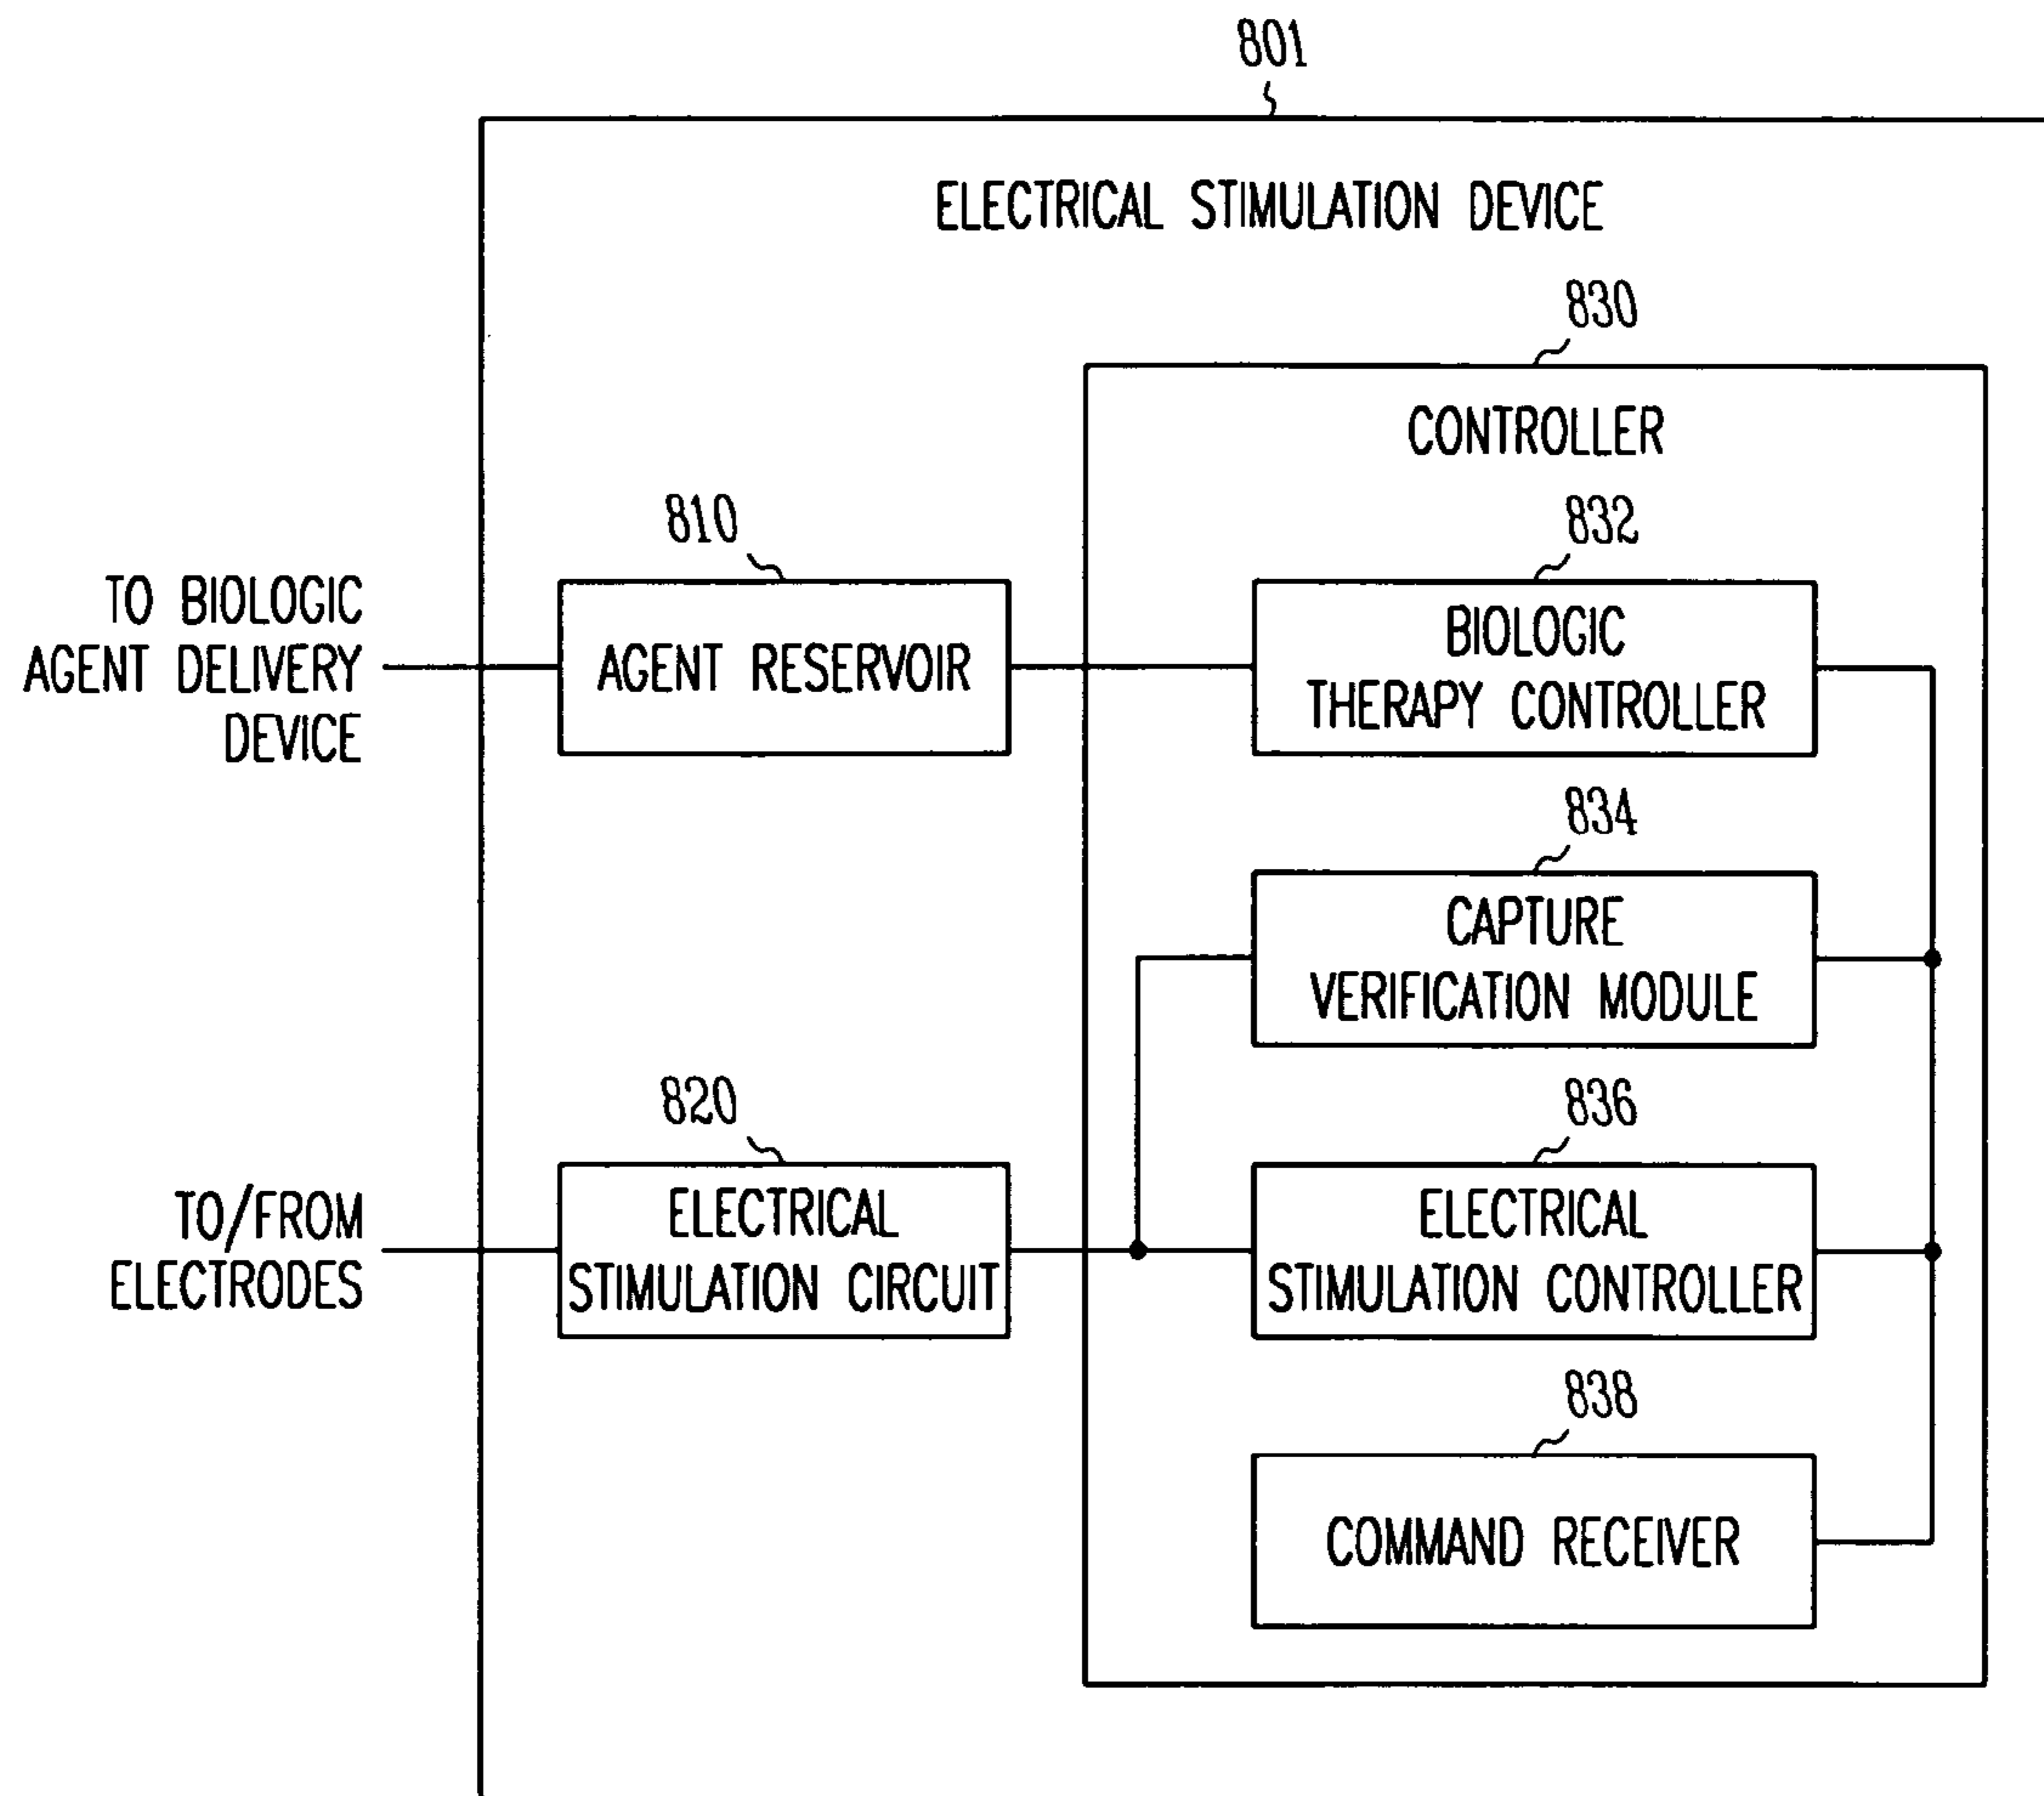 801
ELECTRICAL STIMULATION DEVICE
830
CONTROLLER
810
832
TO BIOLOGIC
AGENT DELIVERY
DEVICE
AGENT RESERVOIR
BIOLOGIC
THERAPY CONTROLLER
834
CAPTURE
VERIFICATION MODULE
820
836
TO/FROM
ELECTRODES
ELECTRICAL
STIMULATION CIRCUIT
ELECTRICAL
STIMULATION CONTROLLER
838
COMMAND RECEIVER